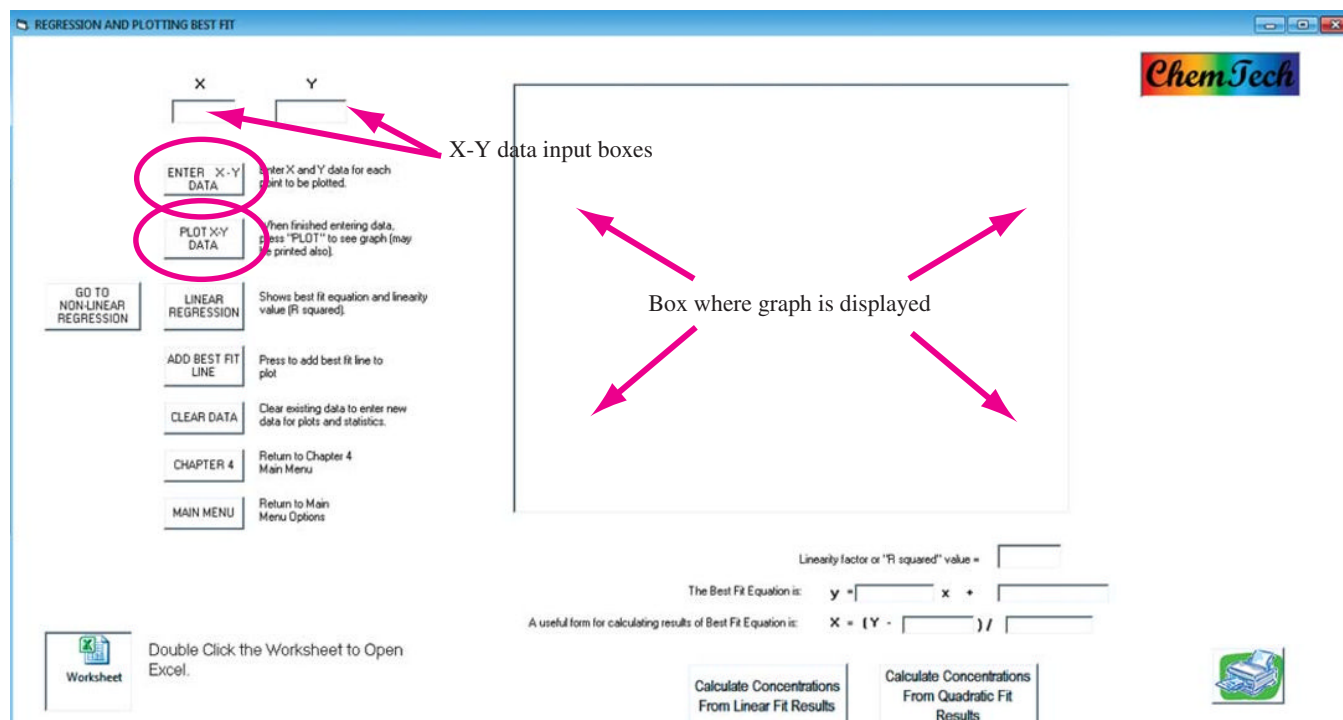 REGRESSION AND PLOTTING BEST FIT
ChemTech
X Y
X-Y data input boxes
ENTER X-Y
DATA
Enter X and Y data for each
point to be plotted.
PLOT X-Y
DATA
When finished entering data,
press "PLOT" to see graph (may
be printed also).
GO TO
NON-LINEAR
REGRESSION
LINEAR
REGRESSION
Shows best fit equation and linearity
value (R squared).
Box where graph is displayed
ADD BEST FIT
LINE
Press to add best fit line to
plot
CLEAR DATA
Clear existing data to enter new
data for plots and statistics.
CHAPTER 4
Return to Chapter 4
Main Menu
MAIN MENU
Return to Main
Menu Options
Linearity factor or "R squared" value =
The Best Fit Equation is: y = x +
A useful form for calculating results of Best Fit Equation is: X = (Y - ) /
Worksheet
Double Click the Worksheet to Open
Excel.
Calculate Concentrations
From Linear Fit Results
Calculate Concentrations
From Quadratic Fit
Results